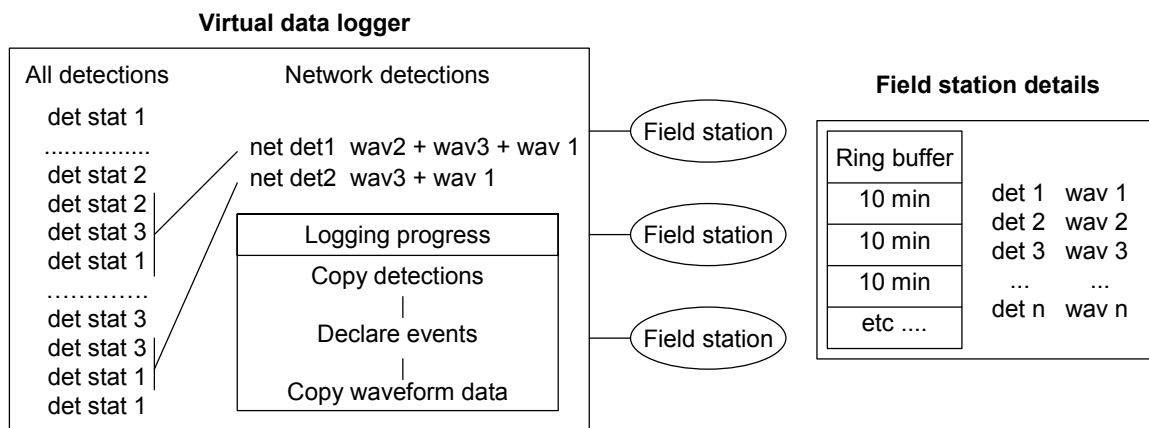 Virtual data logger
All detections
det stat 1
................
det stat 2
det stat 2
det stat 3
det stat 1
.............
det stat 3
det stat 3
det stat 1
det stat 1
Network detections
net det1 wav2 + wav3 + wav 1
net det2 wav3 + wav 1
Logging progress
Copy detections
Declare events
Copy waveform data
Field station
Field station
Field station
Field station details
Ring buffer
10 min
10 min
10 min
etc ....
det 1 wav 1
det 2 wav 2
det 3 wav 3
... ...
det n wav n